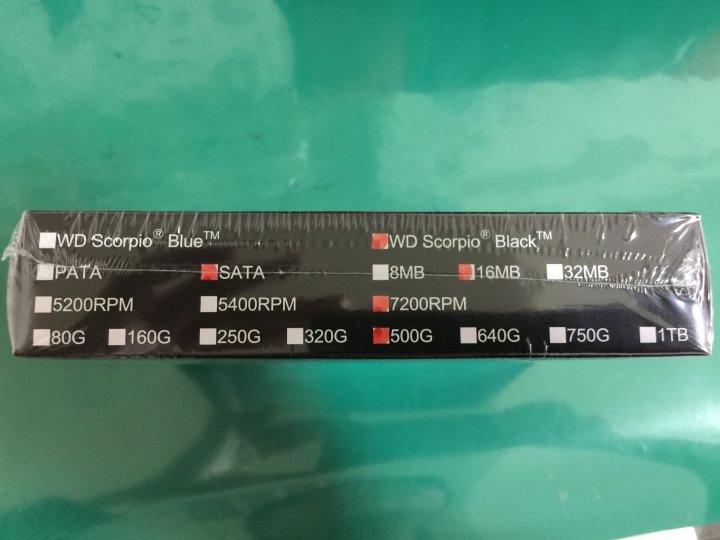 WD Scorpio® Blue™ WD Scorpio® Black™
PATA SATA 8MB 16MB 32MB
5200RPM 5400RPM 7200RPM
80G 160G 250G 320G 500G 640G 750G 1TB